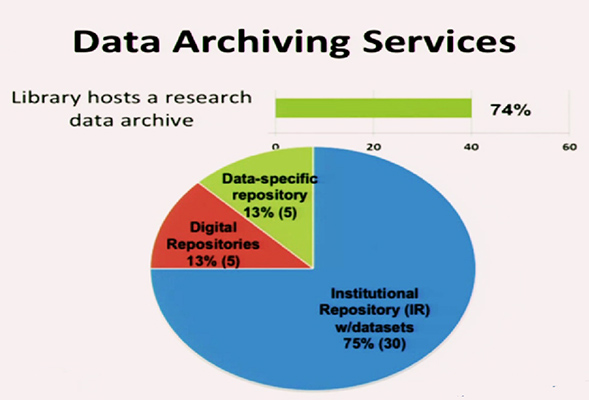 Data Archiving Services
Library hosts a research
data archive
74%
0 20 40 60
Data-specific
repository
13% (5)
Digital
Repositories
13% (5)
Institutional
Repository (IR)
w/datasets
75% (30)